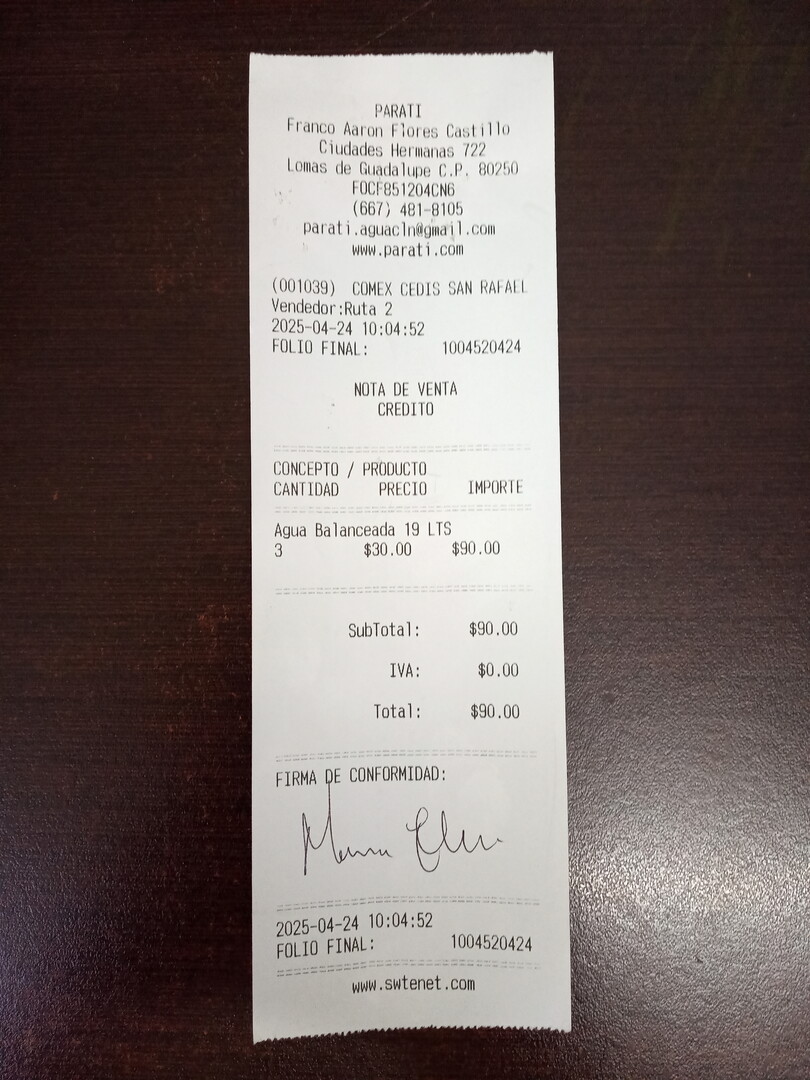 PARATI
Franco Aaron Flores Castillo
Ciudades Hermanas 722
Lomas de Guadalupe C.P. 80250
FOCF851204CN6
(667) 481-8105
parati.aguacln@gmail.com
www.parati.com
(001039) COMEX CEDIS SAN RAFAEL
Vendedor:Ruta 2
2025-04-24 10:04:52
FOLIO FINAL: 1004520424
NOTA DE VENTA
CREDITO
CONCEPTO / PRODUCTO
CANTIDAD PRECIO IMPORTE
Agua Balanceada 19 LTS
3 $30.00 $90.00
SubTotal: $90.00
IVA: $0.00
Total: $90.00
FIRMA DE CONFORMIDAD:
2025-04-24 10:04:52
FOLIO FINAL: 1004520424
www.swtenet.com